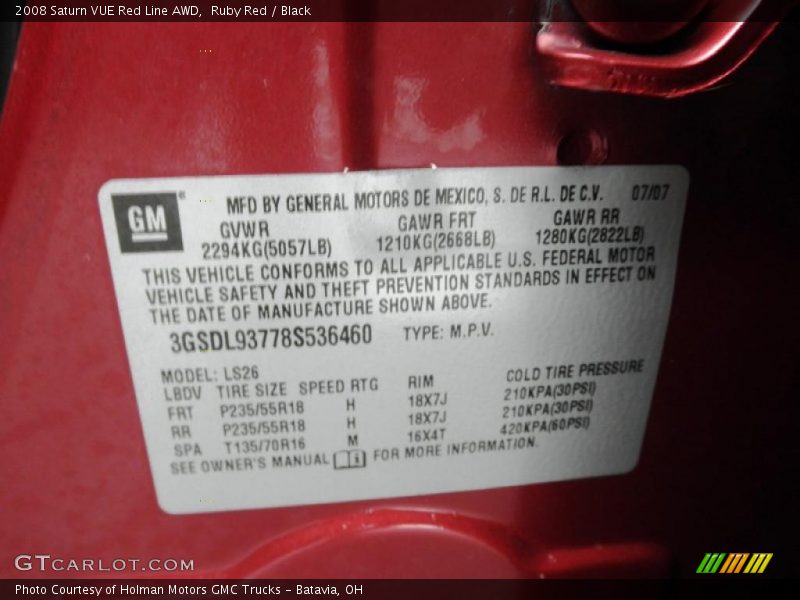 2008 Saturn VUE Red Line AWD,  Ruby Red / Black
GM ® MFD BY GENERAL MOTORS DE MEXICO, S. DE R.L. DE C.V. 07/07
GVWR GAWR FRT GAWR RR
2294KG(5057LB) 1210KG(2668LB) 1280KG(2822LB)
THIS VEHICLE CONFORMS TO ALL APPLICABLE U.S. FEDERAL MOTOR
VEHICLE SAFETY AND THEFT PREVENTION STANDARDS IN EFFECT ON
THE DATE OF MANUFACTURE SHOWN ABOVE.
3GSDL93778S536460 TYPE: M.P.V.
MODEL: LS26
LBDV TIRE SIZE SPEED RTG RIM COLD TIRE PRESSURE
FRT P235/55R18 H 18X7J 210KPA(30PSI)
RR P235/55R18 H 18X7J 210KPA(30PSI)
SPA T135/70R16 M 16X4T 420KPA(60PSI)
SEE OWNER'S MANUAL FOR MORE INFORMATION.
GTCARLOT.COM
Photo Courtesy of Holman Motors GMC Trucks - Batavia, OH